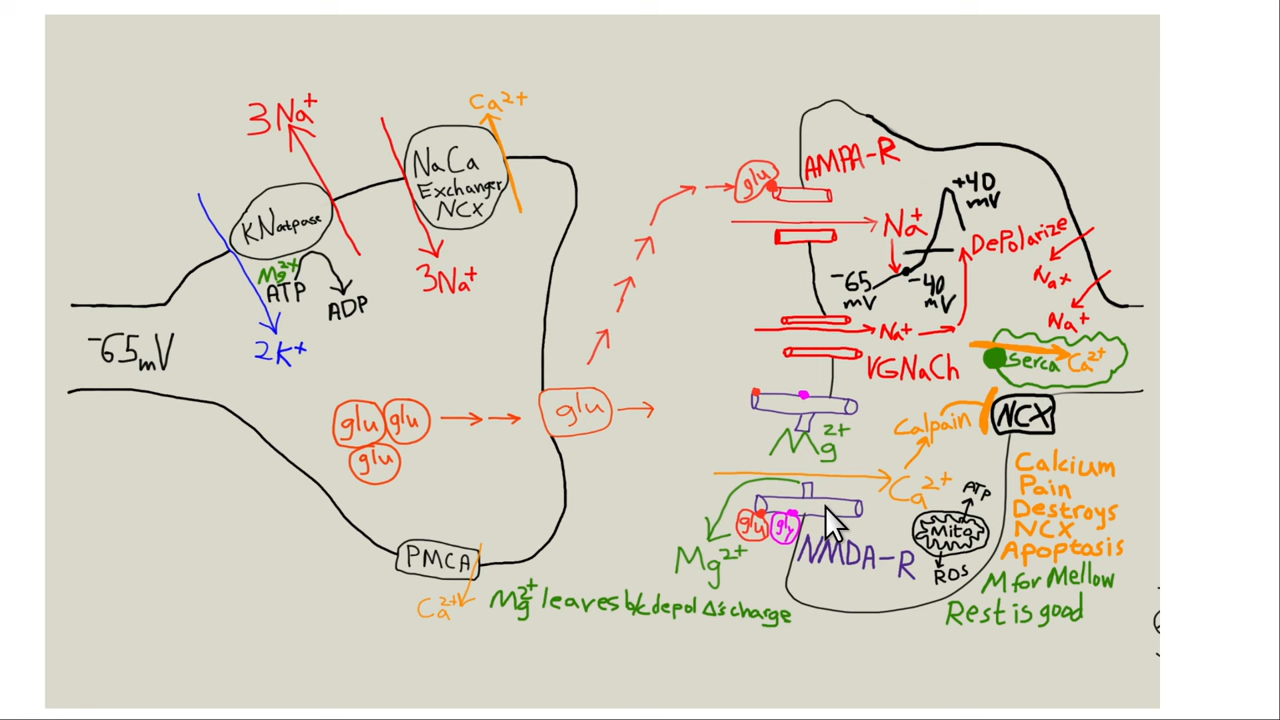 3Na+
Ca2+
NaCa
Exchanger
NCX
KNatpase
Mg2+
ATP
ADP
3Na+
-65mV
2K+
glu
glu
glu
glu
PMCA
Ca2+
Mg2+ leaves b/c depol Δ's charge
glu
AMPA-R
Na+
+40
mV
DePolarize
-65
mV
-40
mV
Na+
Na+
Na+
VGNaCh
serca
Ca2+
Mg2+
Calpain
NCX
Ca2+
ATP
Mito
ROS
glu
gly
Mg2+
NMDA-R
Calcium
Pain
Destroys
NCX
Apoptosis
M for Mellow
Rest is good